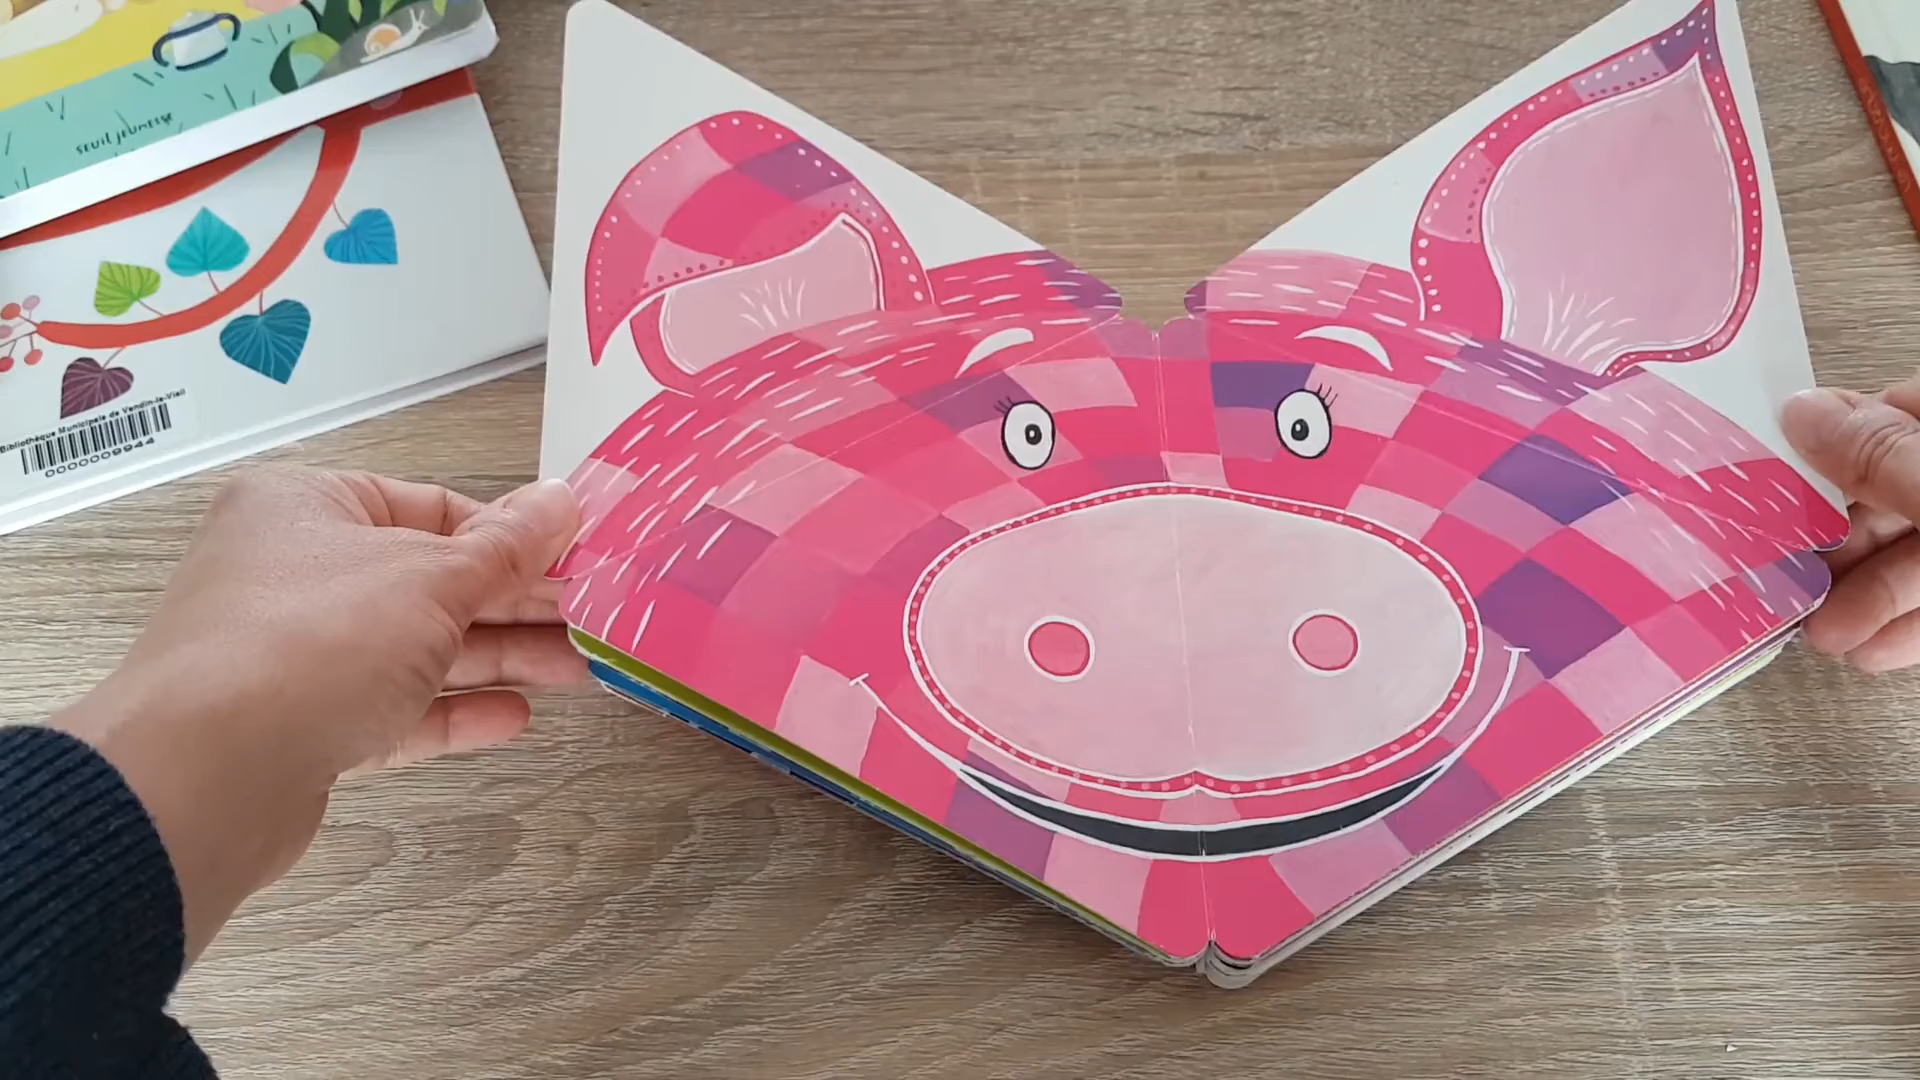 SEUIL JEUNESSE
Bibliothèque Municipale de Vendin-le-Vieil
0000009944